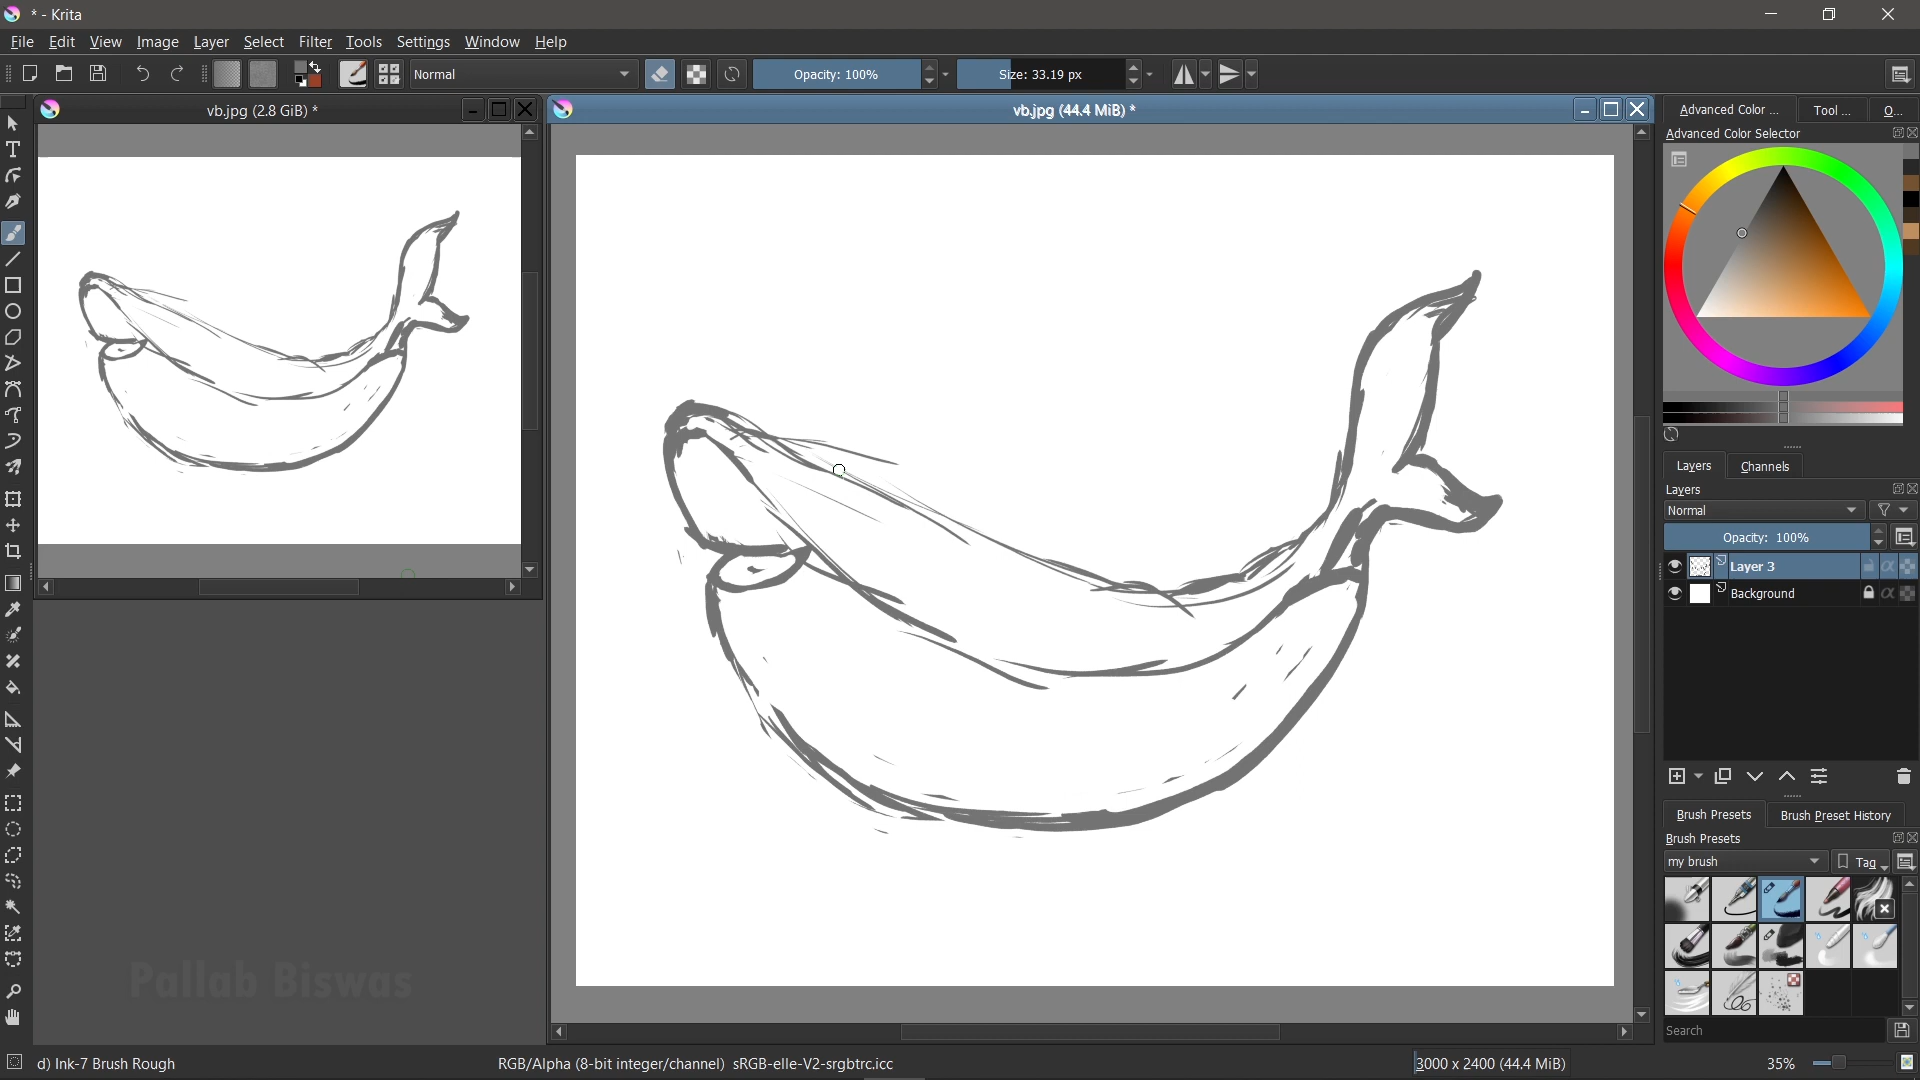 * - Krita
File Edit View Image Layer Select Filter Tools Settings Window Help
Normal Opacity: 100% Size: 33.19 px
vb.jpg (2.8 GiB) *
vb.jpg (44.4 MiB) *
Advanced Color ... Tool ... O...
Advanced Color Selector
Layers Channels
Layers
Normal
Opacity: 100%
Layer 3
Background
Brush Presets Brush Preset History
Brush Presets
my brush Tag
Search
Pallab Biswas
d) Ink-7 Brush Rough RGB/Alpha (8-bit integer/channel) sRGB-elle-V2-srgbtrc.icc 3000 x 2400 (44.4 MiB) 35%